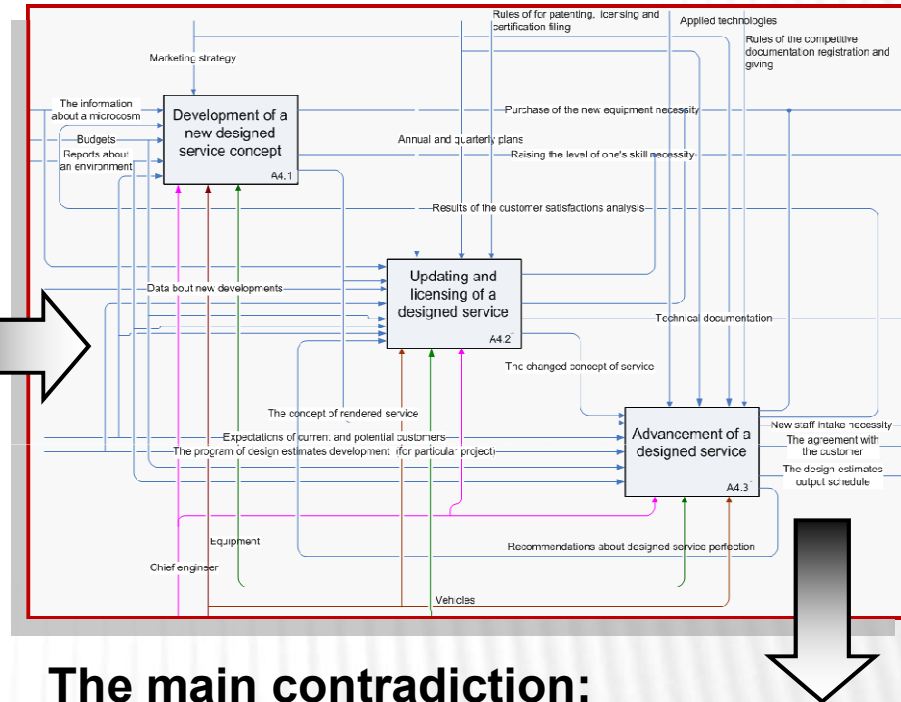 Rules of for patenting, licensing and
certification filing
Applied technologies
Rules of the competitive
documentation registration and
giving
Marketing strategy
The information
about a microcosm
Budgets
Reports about
an environment
Development of a
new designed
service concept
A4.1
Purchase of the new equipment necessity
Annual and quarterly plans
Raising the level of one's skill necessity
Results of the customer satisfactions analysis
Updating and
licensing of a
designed service
A4.2
Data bout new developments
Technical documentation
The changed concept of service
The concept of rendered service
Expectations of current and potential customers
The program of design estimates development (for particular project)
Advancement of a
designed service
A4.3
New staff Intake necessity
The agreement with
the customer
The design estimates
output schedule
Equipment
Recommendations about designed service perfection
Chief engineer
Vehicles
The main contradiction: